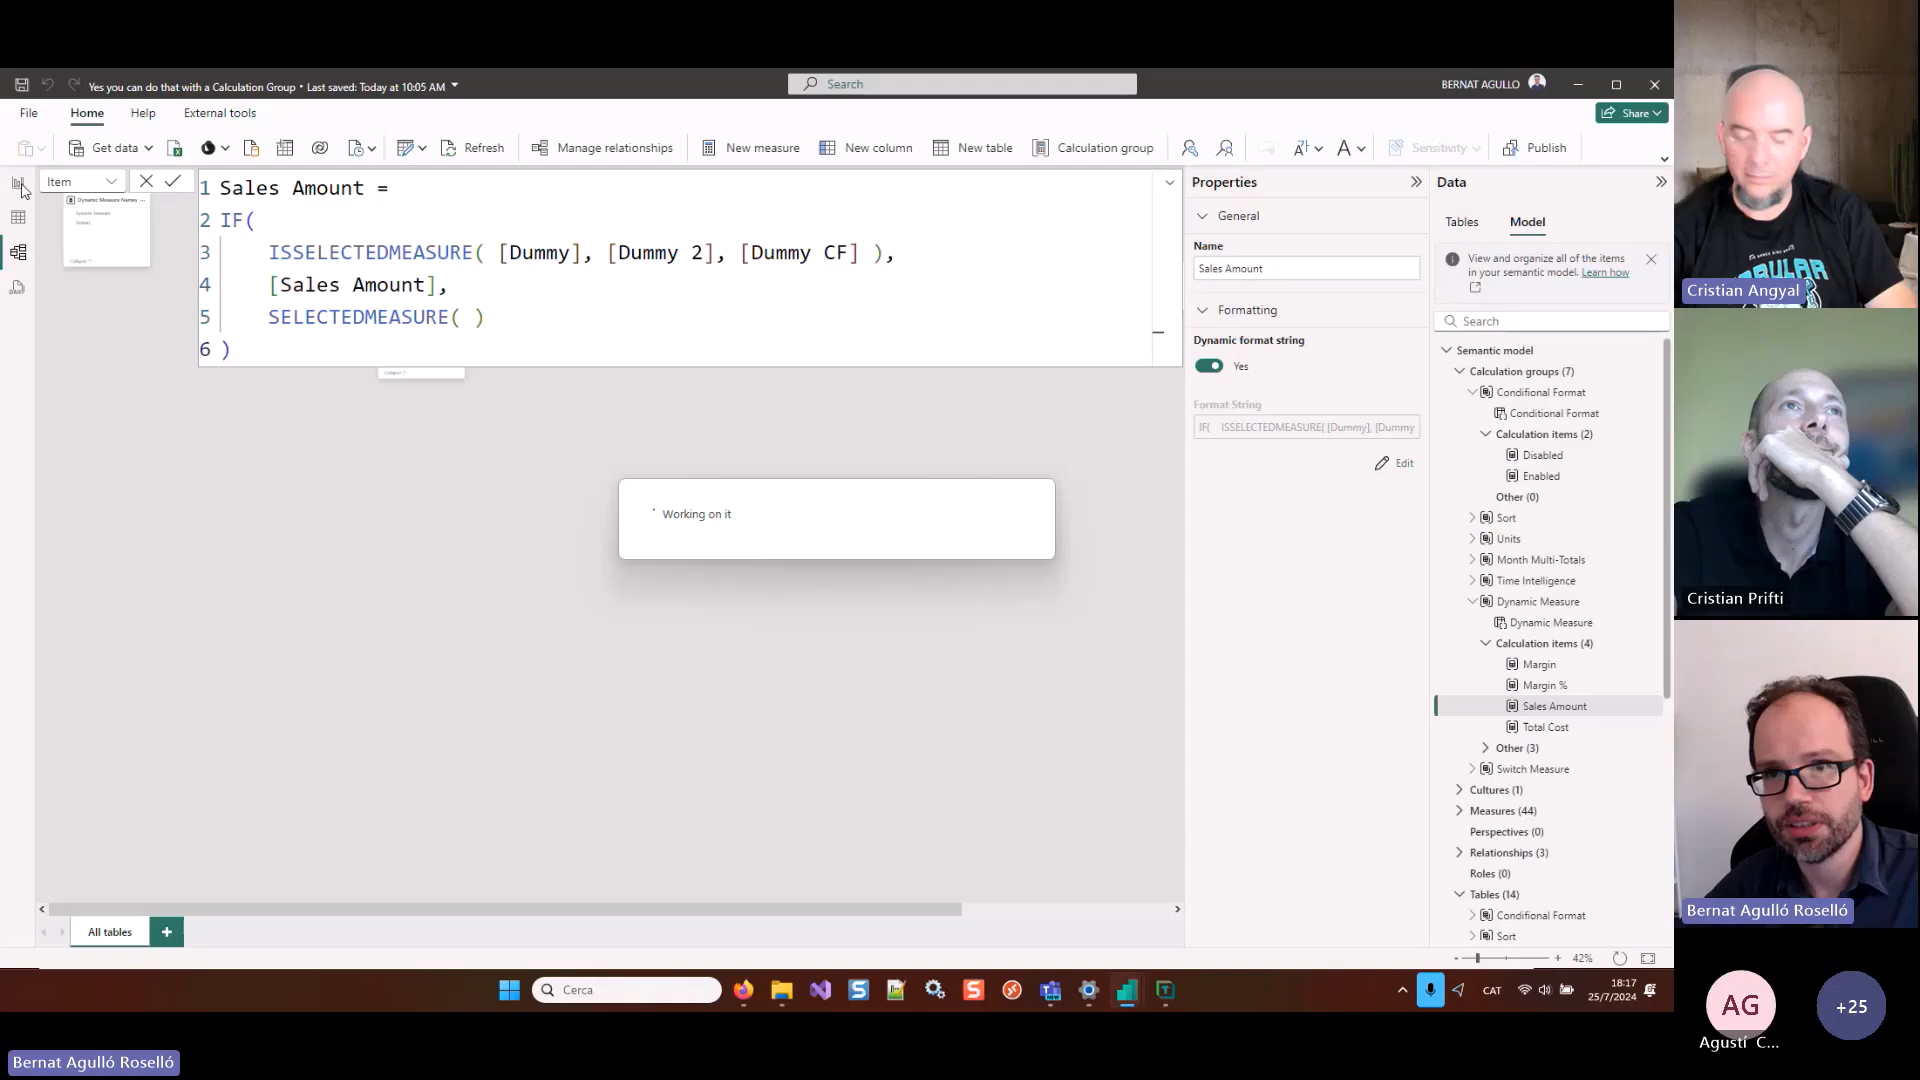 Yes you can do that with a Calculation Group • Last saved: Today at 10:05 AM
Search
BERNAT AGULLO
File
Home
Help
External tools
Share
Get data
Refresh
Manage relationships
New measure
New column
New table
Calculation group
Sensitivity
Publish
Item
1 Sales Amount =
2 IF(
3 ISSELECTEDMEASURE( [Dummy], [Dummy 2], [Dummy CF] ),
4 [Sales Amount],
5 SELECTEDMEASURE( )
6 )
Dynamic Measure Names
Dynamic Measure
Collapse
Collapse
Working on it
All tables
Properties
General
Name
Sales Amount
Formatting
Dynamic format string
Yes
Format String
IF( ISSELECTEDMEASURE( [Dummy], [Dummy
Edit
Data
Tables
Model
View and organize all of the items
in your semantic model. Learn how
Search
Semantic model
Calculation groups (7)
Conditional Format
Conditional Format
Calculation items (2)
Disabled
Enabled
Other (0)
Sort
Units
Month Multi-Totals
Time Intelligence
Dynamic Measure
Dynamic Measure
Calculation items (4)
Margin
Margin %
Sales Amount
Total Cost
Other (3)
Switch Measure
Cultures (1)
Measures (44)
Perspectives (0)
Relationships (3)
Roles (0)
Tables (14)
Conditional Format
Sort
42%
Cerca
CAT
18:17
25/7/2024
Cristian Angyal
Cristian Prifti
Bernat Agulló Roselló
AG
Agustí C...
+25
Bernat Agulló Roselló